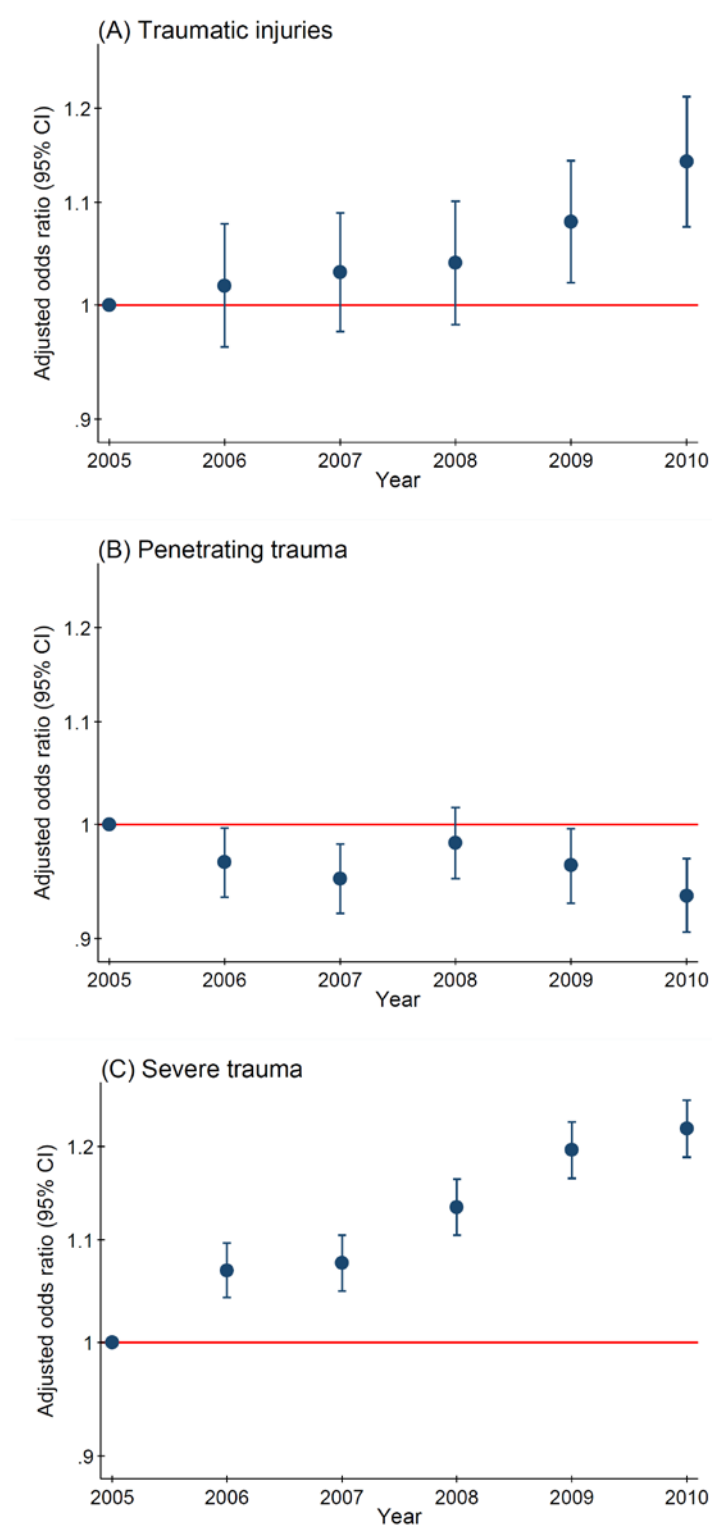 (A) Traumatic injuries
Adjusted odds ratio (95% CI)
1.2
1.1
1
.9
2005 2006 2007 2008 2009 2010
Year
(B) Penetrating trauma
Adjusted odds ratio (95% CI)
1.2
1.1
1
.9
2005 2006 2007 2008 2009 2010
Year
(C) Severe trauma
Adjusted odds ratio (95% CI)
1.2
1.1
1
.9
2005 2006 2007 2008 2009 2010
Year